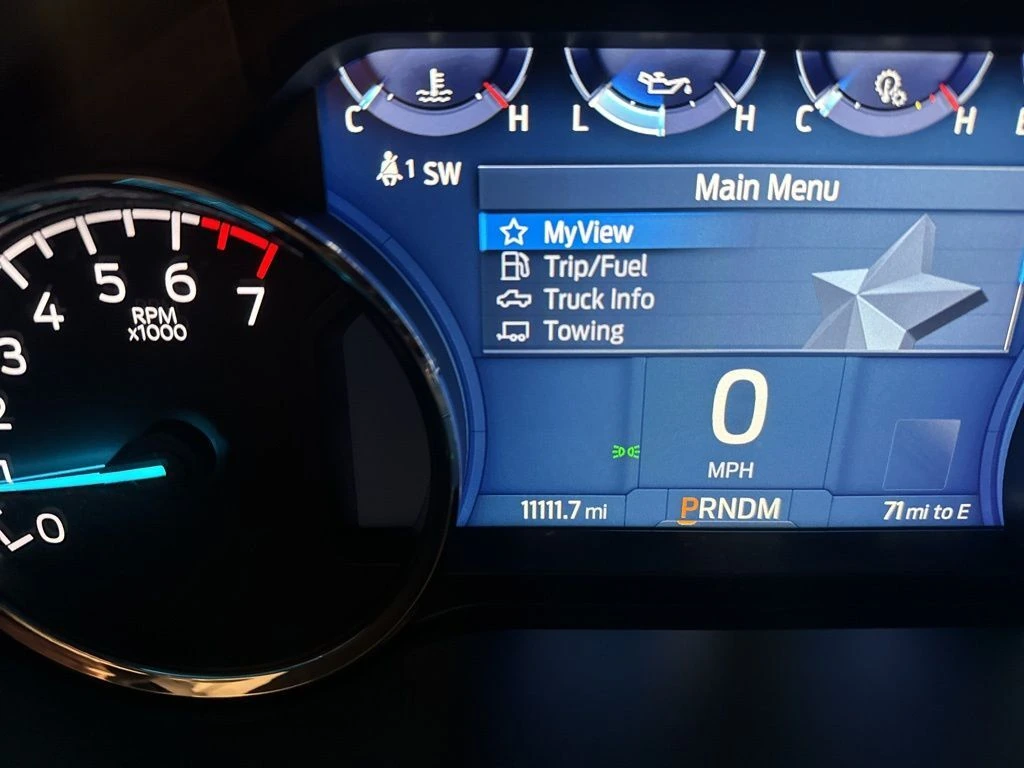 C H L H C H
1 SW
Main Menu
MyView
Trip/Fuel
Truck Info
Towing
0
MPH
11111.7 mi
PRNDM
71 mi to E
0 1 2 3 4 5 6 7
RPM
x1000